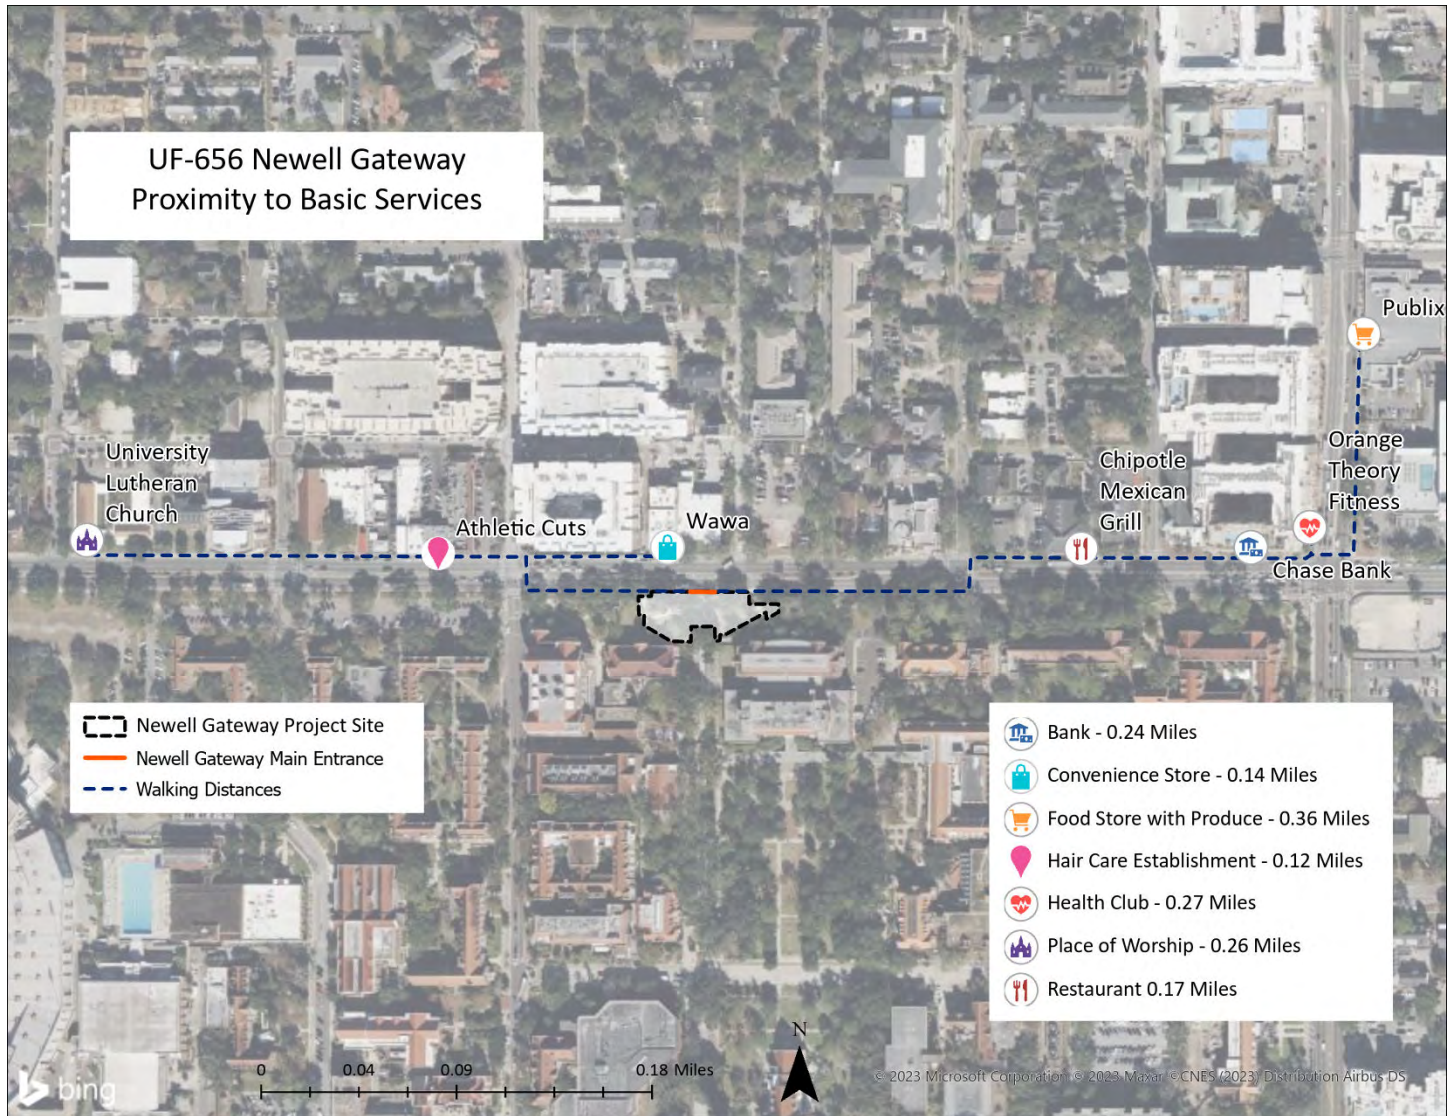 UF-656 Newell Gateway
Proximity to Basic Services
Publix
University
Lutheran
Church
Athletic Cuts
Wawa
Chipotle
Mexican
Grill
Orange
Theory
Fitness
Chase Bank
Newell Gateway Project Site
Newell Gateway Main Entrance
Walking Distances
Bank - 0.24 Miles
Convenience Store - 0.14 Miles
Food Store with Produce - 0.36 Miles
Hair Care Establishment - 0.12 Miles
Health Club - 0.27 Miles
Place of Worship - 0.26 Miles
Restaurant 0.17 Miles
N
0 0.04 0.09 0.18 Miles
bing
© 2023 Microsoft Corporation © 2023 Maxar ©CNES (2023) Distribution Airbus DS